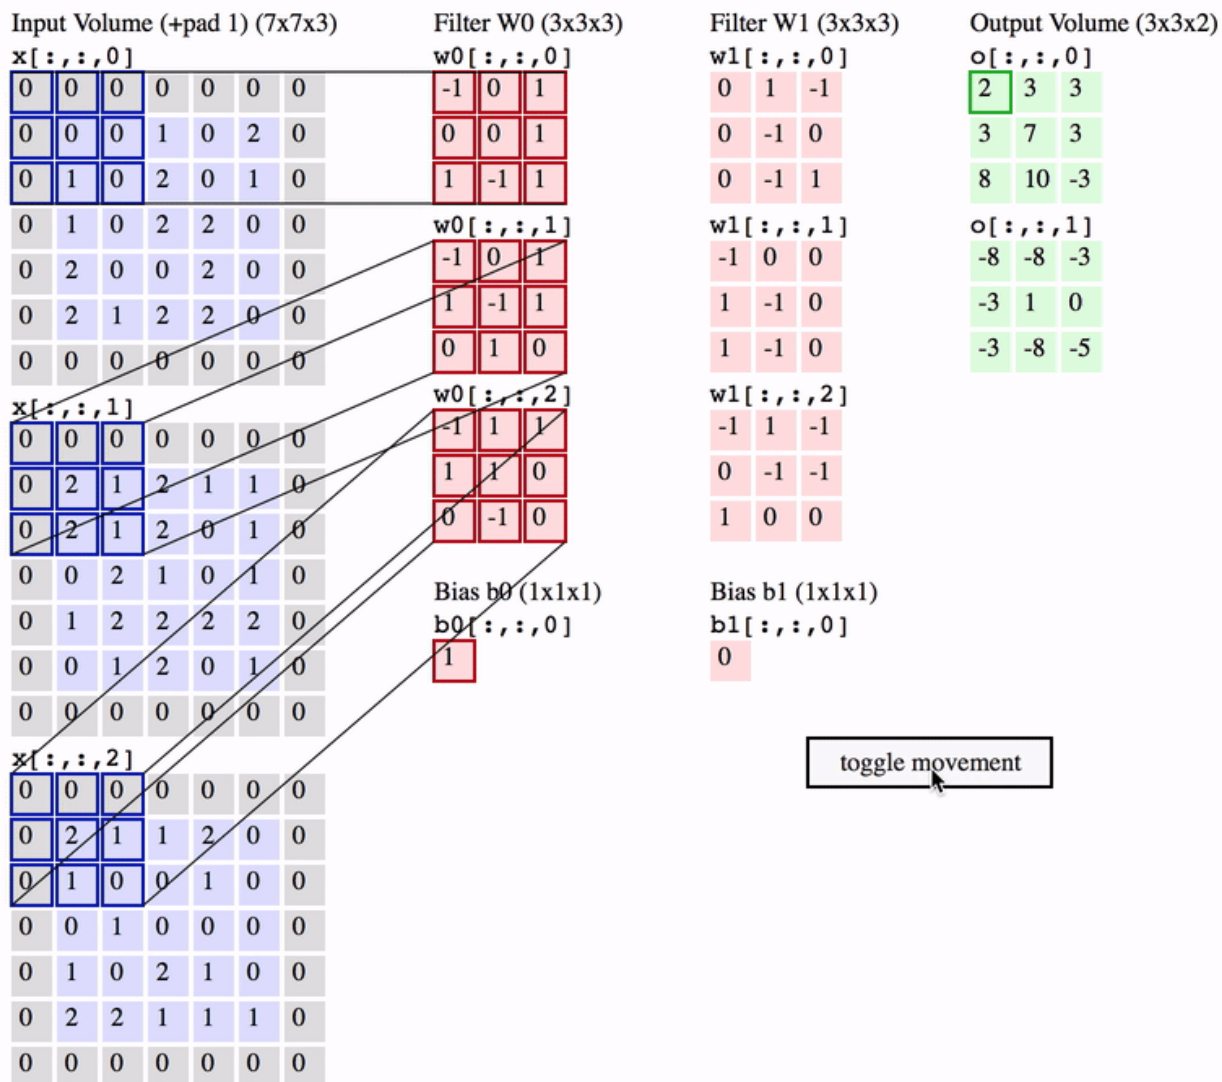 Input Volume (+pad 1) (7x7x3)
x[:,:,0]
0 0 0 0 0 0 0
0 0 0 1 0 2 0
0 1 0 2 0 1 0
0 1 0 2 2 0 0
0 2 0 0 2 0 0
0 2 1 2 2 0 0
0 0 0 0 0 0 0
x[:,:,1]
0 0 0 0 0 0 0
0 2 1 2 1 1 0
0 2 1 2 0 1 0
0 0 2 1 0 1 0
0 1 2 2 2 2 0
0 0 1 2 0 1 0
0 0 0 0 0 0 0
x[:,:,2]
0 0 0 0 0 0 0
0 2 1 1 2 0 0
0 1 0 0 1 0 0
0 0 1 0 0 0 0
0 1 0 2 1 0 0
0 2 2 1 1 1 0
0 0 0 0 0 0 0
Filter W0 (3x3x3)
w0[:,:,0]
-1 0 1
0 0 1
1 -1 1
w0[:,:,1]
-1 0 1
1 -1 1
0 1 0
w0[:,:,2]
-1 1 1
1 1 0
0 -1 0
Bias b0 (1x1x1)
b0[:,:,0]
1
Filter W1 (3x3x3)
w1[:,:,0]
0 1 -1
0 -1 0
0 -1 1
w1[:,:,1]
-1 0 0
1 -1 0
1 -1 0
w1[:,:,2]
-1 1 -1
0 -1 -1
1 0 0
Bias b1 (1x1x1)
b1[:,:,0]
0
Output Volume (3x3x2)
o[:,:,0]
2 3 3
3 7 3
8 10 -3
o[:,:,1]
-8 -8 -3
-3 1 0
-3 -8 -5
toggle movement